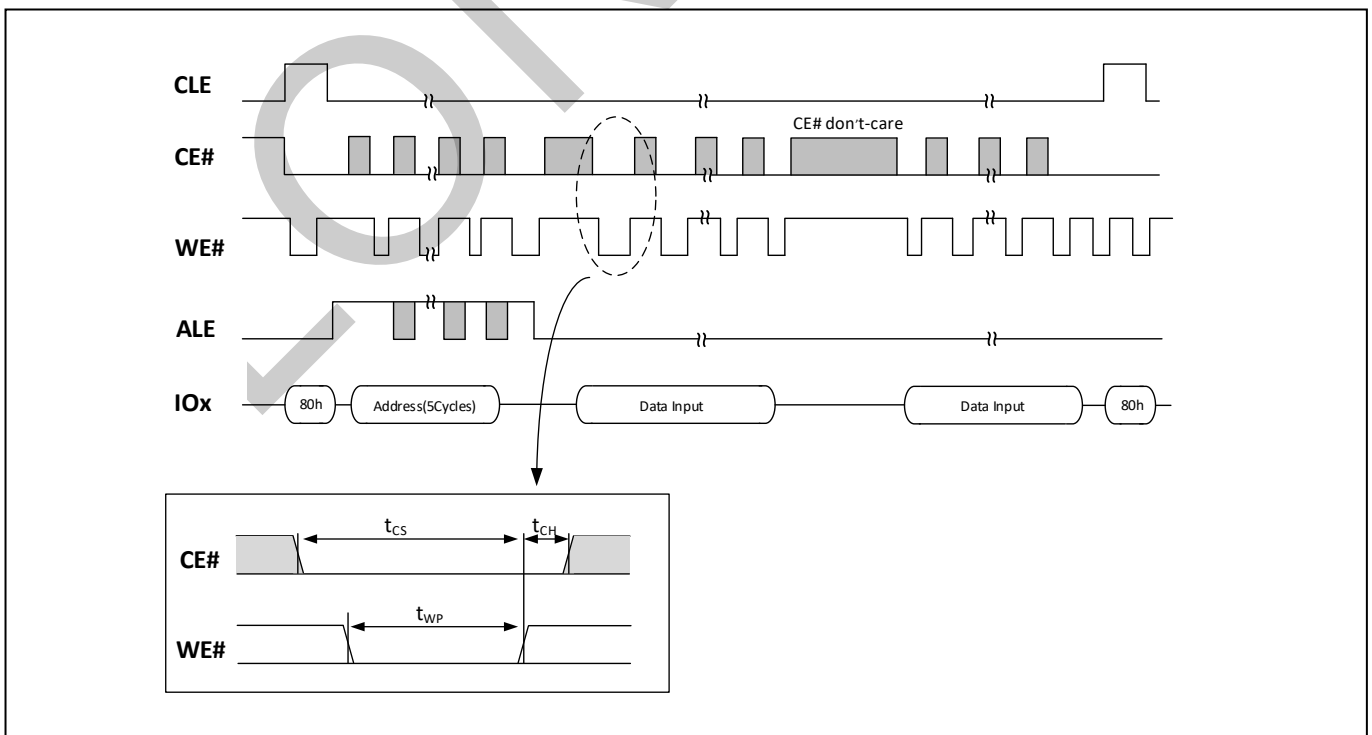 CLE
CE# don't-care
CE#
WE#
ALE
IOx
80h
Address(5Cycles)
Data Input
Data Input
80h
tCS
tCH
CE#
tWP
WE#